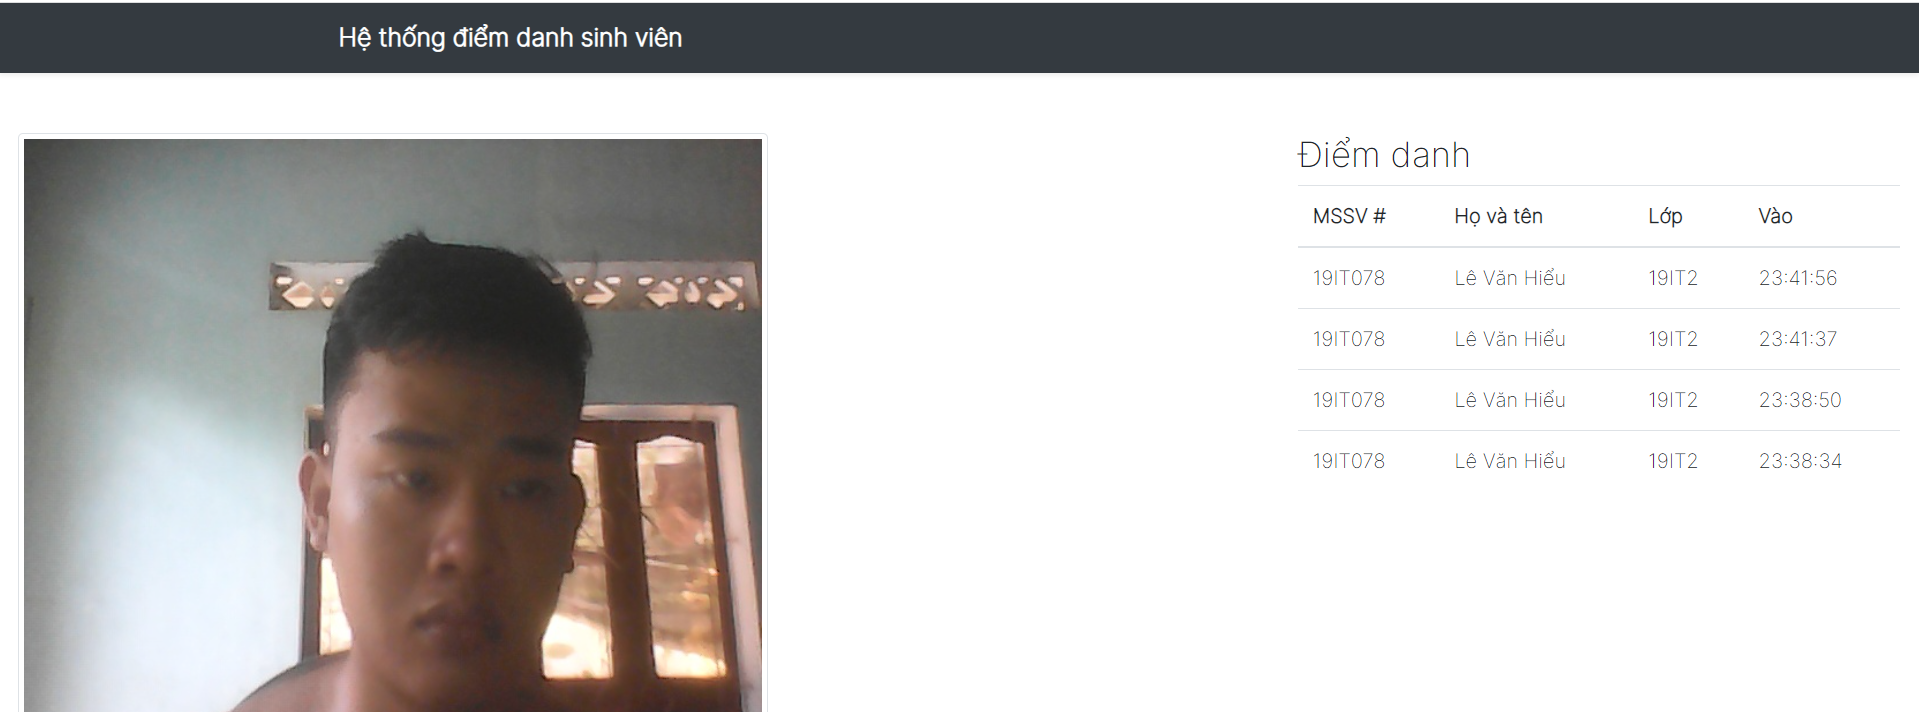 Hệ thống điểm danh sinh viên
Điểm danh
MSSV # Họ và tên Lớp Vào
19IT078 Lê Văn Hiểu 19IT2 23:41:56
19IT078 Lê Văn Hiểu 19IT2 23:41:37
19IT078 Lê Văn Hiểu 19IT2 23:38:50
19IT078 Lê Văn Hiểu 19IT2 23:38:34